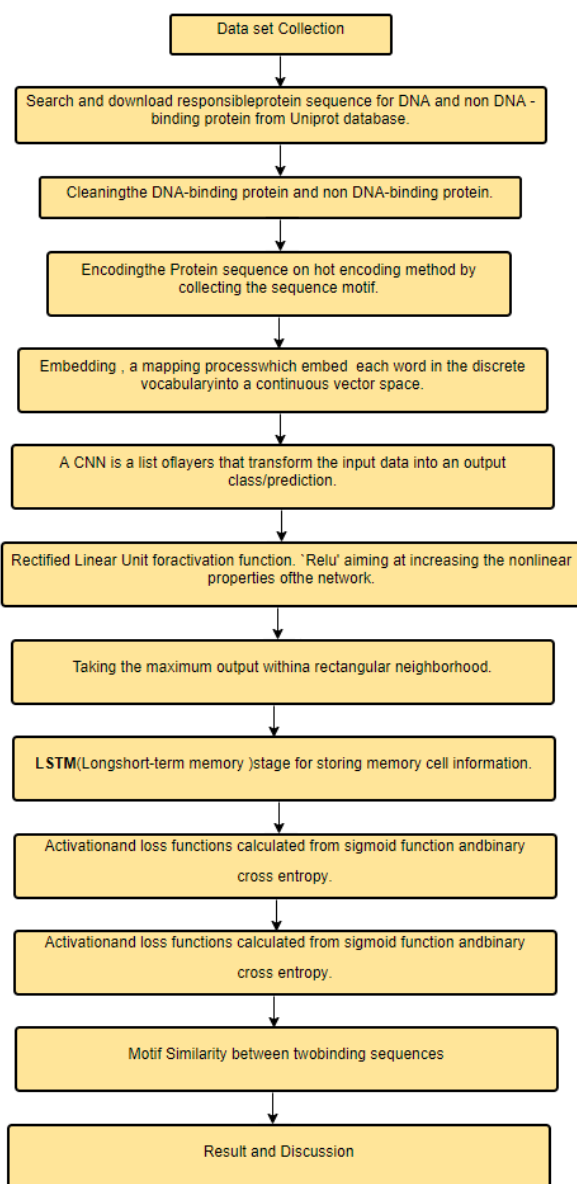 Data set Collection
Search and download responsibleprotein sequence for DNA and non DNA -
binding protein from Uniprot database.
Cleaningthe DNA-binding protein and non DNA-binding protein.
Encodingthe Protein sequence on hot encoding method by
collecting the sequence motif.
Embedding , a mapping processwhich embed each word in the discrete
vocabularyinto a continuous vector space.
A CNN is a list oflayers that transform the input data into an output
class/prediction.
Rectified Linear Unit foractivation function. `Relu' aiming at increasing the nonlinear
properties ofthe network.
Taking the maximum output withina rectangular neighborhood.
LSTM(Longshort-term memory )stage for storing memory cell information.
Activationand loss functions calculated from sigmoid function andbinary
cross entropy.
Activationand loss functions calculated from sigmoid function andbinary
cross entropy.
Motif Similarity between twobinding sequences
Result and Discussion